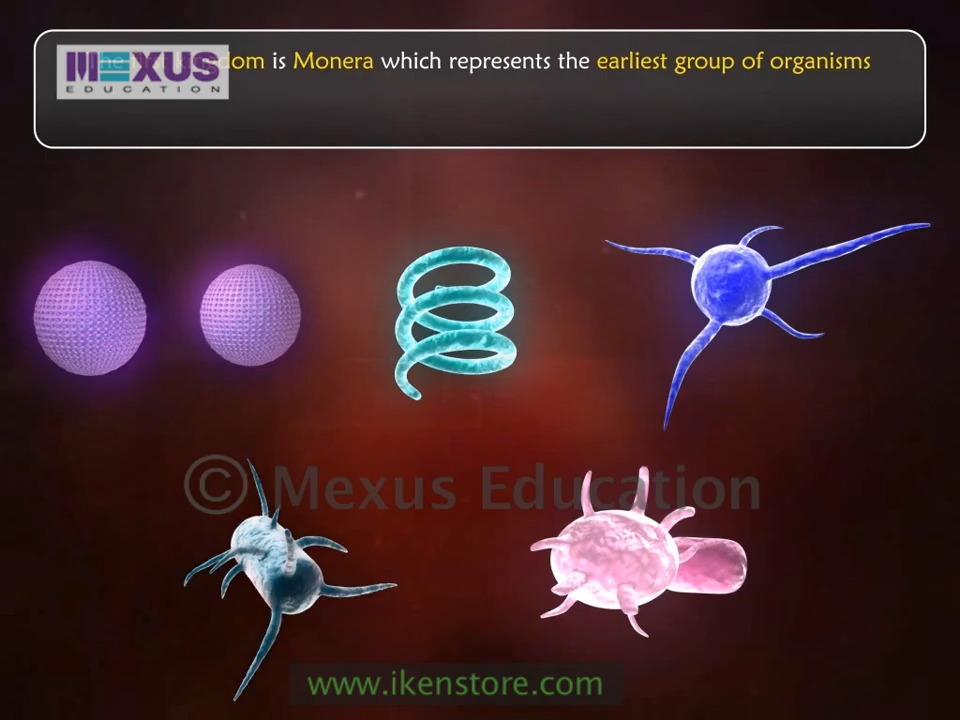 MEXUS
EDUCATION
is Monera which represents the earliest group of organisms
© Mexus Education
www.ikenstore.com